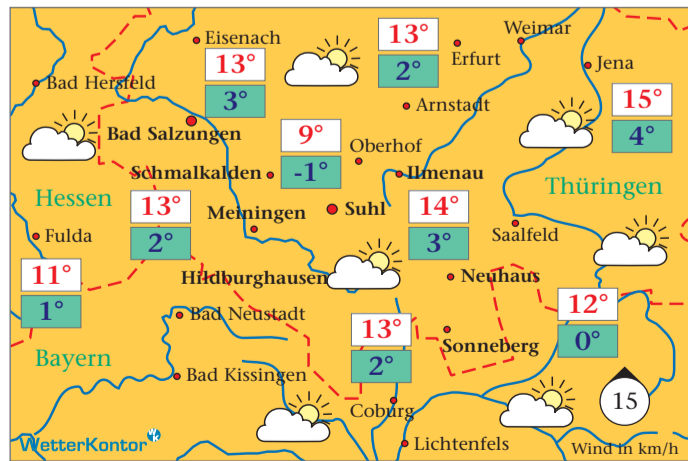 Eisenach
13°
Weimar
Erfurt
13°
2°
Jena
Bad Hersfeld
3°
15°
4°
Arnstadt
Bad Salzungen
9°
-1°
Oberhof
Schmalkalden
Ilmenau
Thüringen
Hessen
13°
2°
Meiningen
Suhl
14°
3°
Saalfeld
Fulda
11°
1°
Hildburghausen
Neuhaus
12°
0°
Bad Neustadt
13°
2°
Sonneberg
Bayern
Bad Kissingen
Coburg
15
WetterKontor
WK
Lichtenfels
Wind in km/h